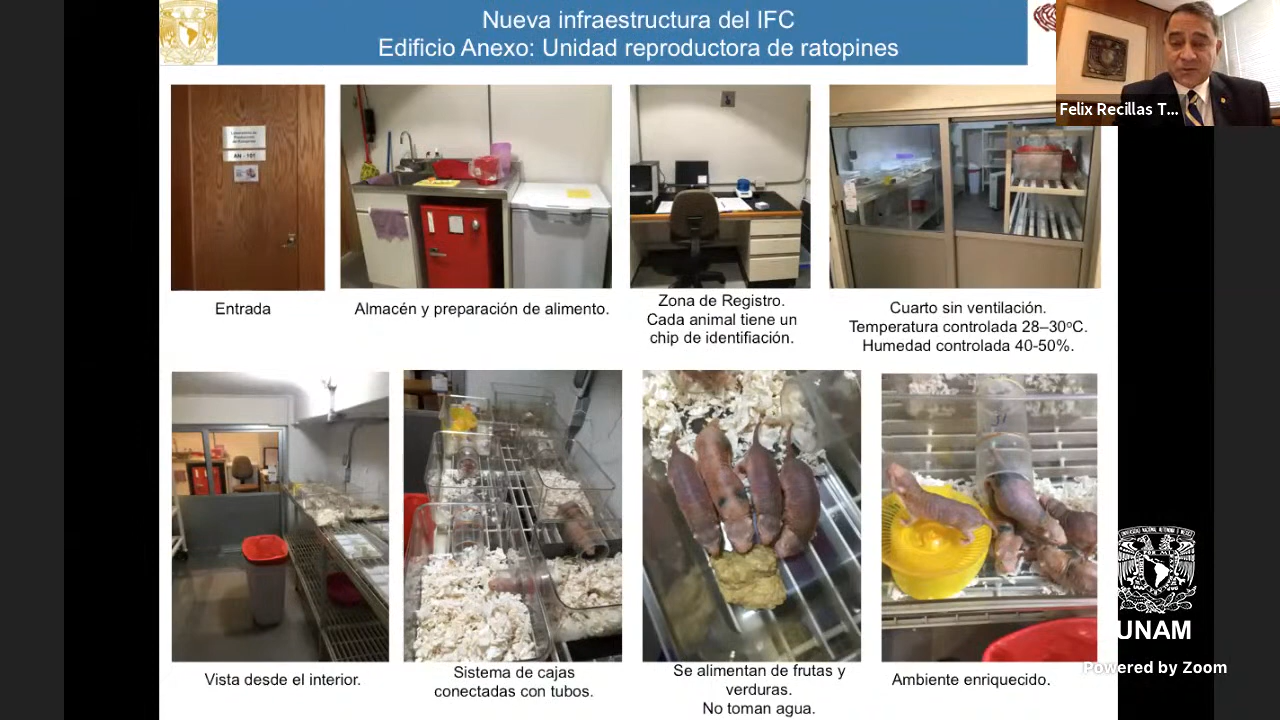 Nueva infraestructura del IFC
Edificio Anexo: Unidad reproductora de ratopines
Felix Recillas T...
AN - 101
Entrada
Almacén y preparación de alimento.
Zona de Registro.
Cada animal tiene un
chip de identifiación.
Cuarto sin ventilación.
Temperatura controlada 28–30ºC.
Humedad controlada 40-50%.
Vista desde el interior.
Sistema de cajas
conectadas con tubos.
Se alimentan de frutas y
verduras.
No toman agua.
Ambiente enriquecido.
UNAM
Powered by Zoom